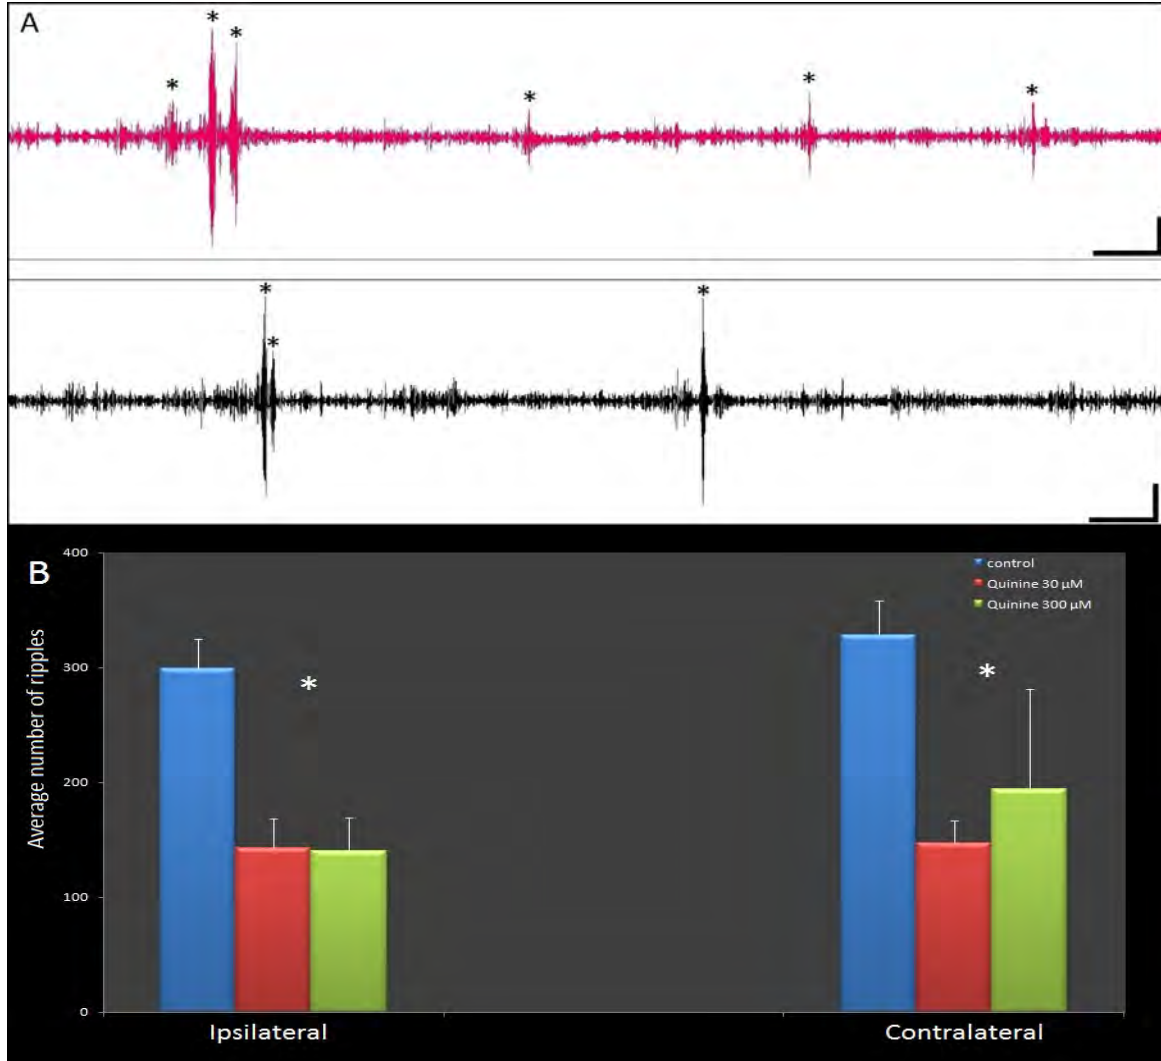 A
*
*
*
*
*
*
*
*
*
B
Average number of ripples
400
300
200
100
0
control
Quinine 30 µM
Quinine 300 µM
*
*
Ipsilateral
Contralateral